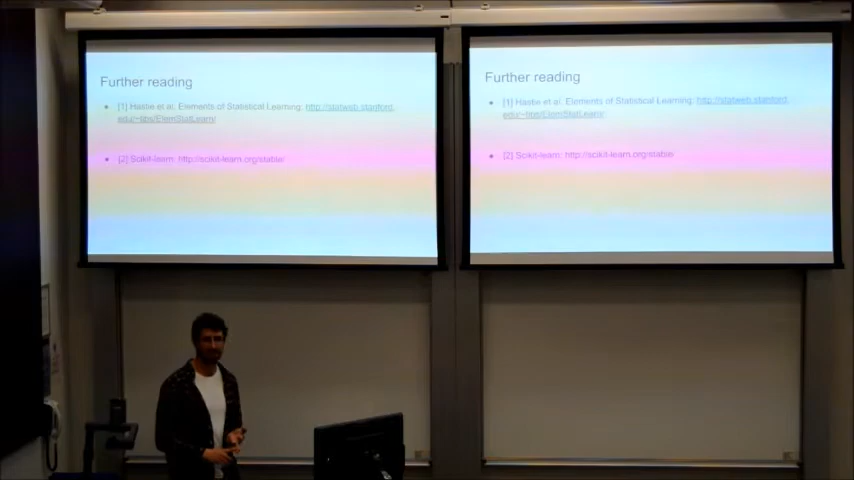 Further reading
[1] Hastie et al. Elements of Statistical Learning: http://statweb.stanford.
edu/~tibs/ElemStatLearn/
[2] Scikit-learn: http://scikit-learn.org/stable/
Further reading
[1] Hastie et al. Elements of Statistical Learning: http://statweb.stanford.
edu/~tibs/ElemStatLearn/
[2] Scikit-learn: http://scikit-learn.org/stable/